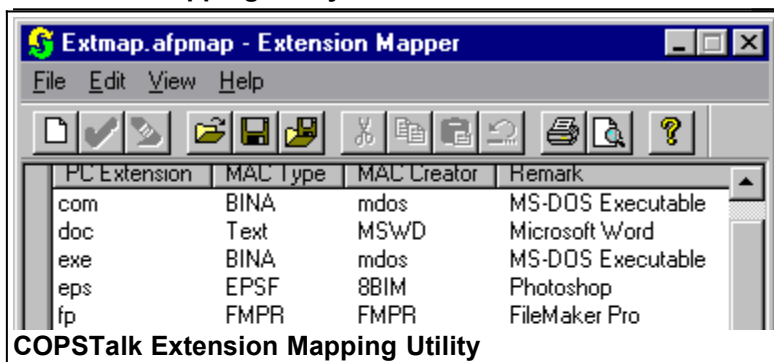 Extmap.afpmap - Extension Mapper
File Edit View Help
PC Extension MAC Type MAC Creator Remark
com BINA mdos MS-DOS Executable
doc Text MSWD Microsoft Word
exe BINA mdos MS-DOS Executable
eps EPSF 8BIM Photoshop
fp FMPR FMPR FileMaker Pro
COPSTalk Extension Mapping Utility